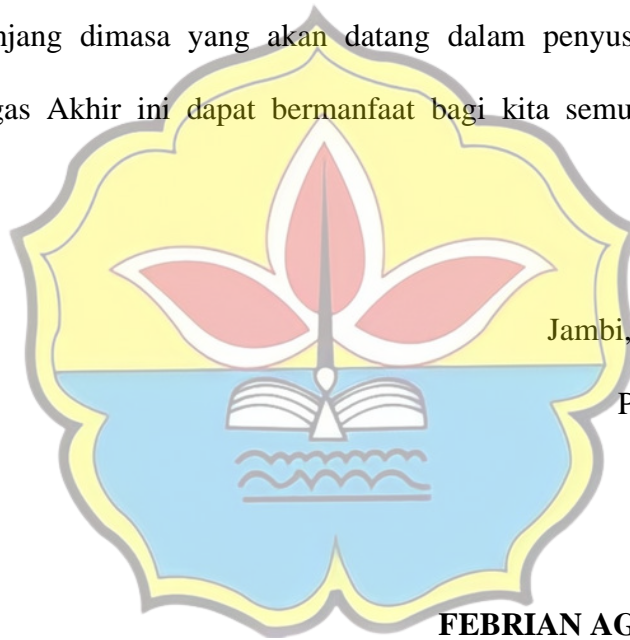 njang dimasa yang akan datang dalam penyus
gas Akhir ini dapat bermanfaat bagi kita semu
Jambi,
P
FEBRIAN AG